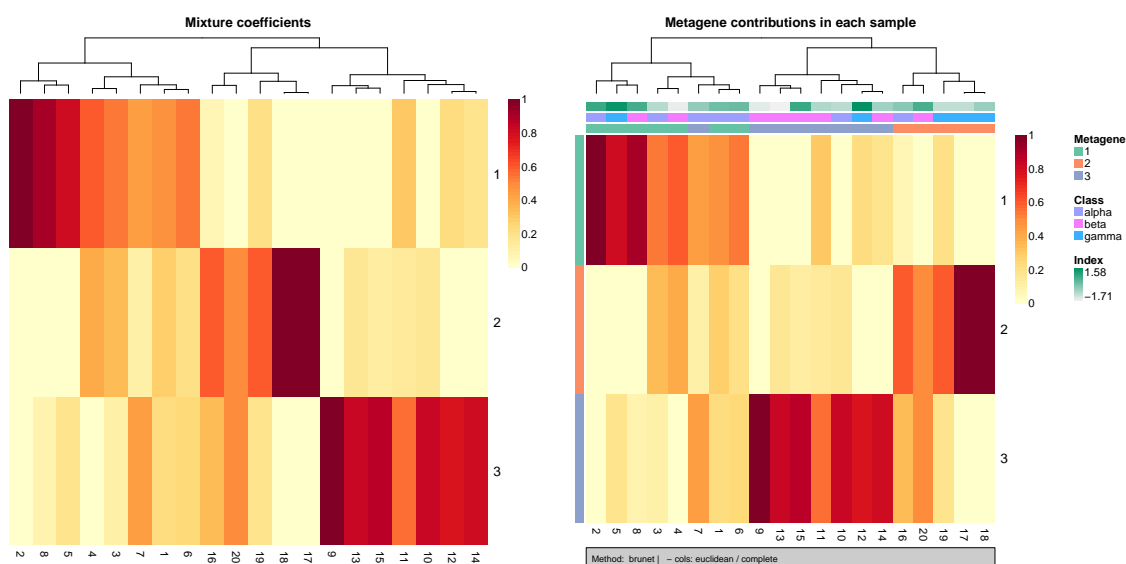 Mixture coefficients
1
2
3
2 8 5 4 3 7 1 6 16 20 19 18 17 9 13 15 11 10 12 14
1
0.8
0.6
0.4
0.2
0
Metagene contributions in each sample
1
2
3
2 5 8 3 4 7 1 6 9 13 15 11 10 12 14 16 20 19 17 18
1
0.8
0.6
0.4
0.2
0
Metagene
1
2
3
Class
alpha
beta
gamma
Index
1.58
−1.71
Method: brunet | − cols: euclidean / complete